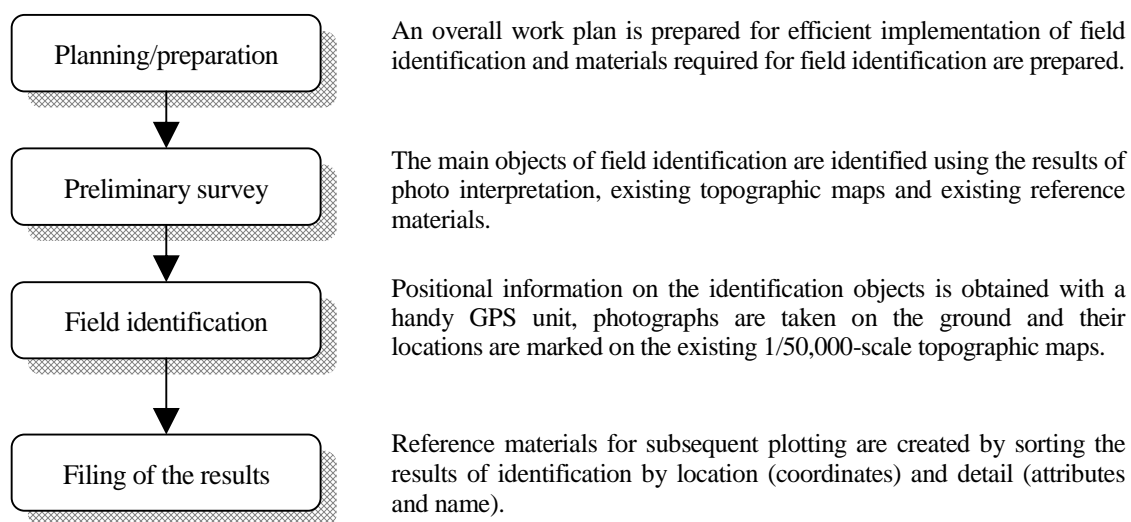 Planning/preparation
An overall work plan is prepared for efficient implementation of field
identification and materials required for field identification are prepared.
Preliminary survey
The main objects of field identification are identified using the results of
photo interpretation, existing topographic maps and existing reference
materials.
Field identification
Positional information on the identification objects is obtained with a
handy GPS unit, photographs are taken on the ground and their
locations are marked on the existing 1/50,000-scale topographic maps.
Filing of the results
Reference materials for subsequent plotting are created by sorting the
results of identification by location (coordinates) and detail (attributes
and name).